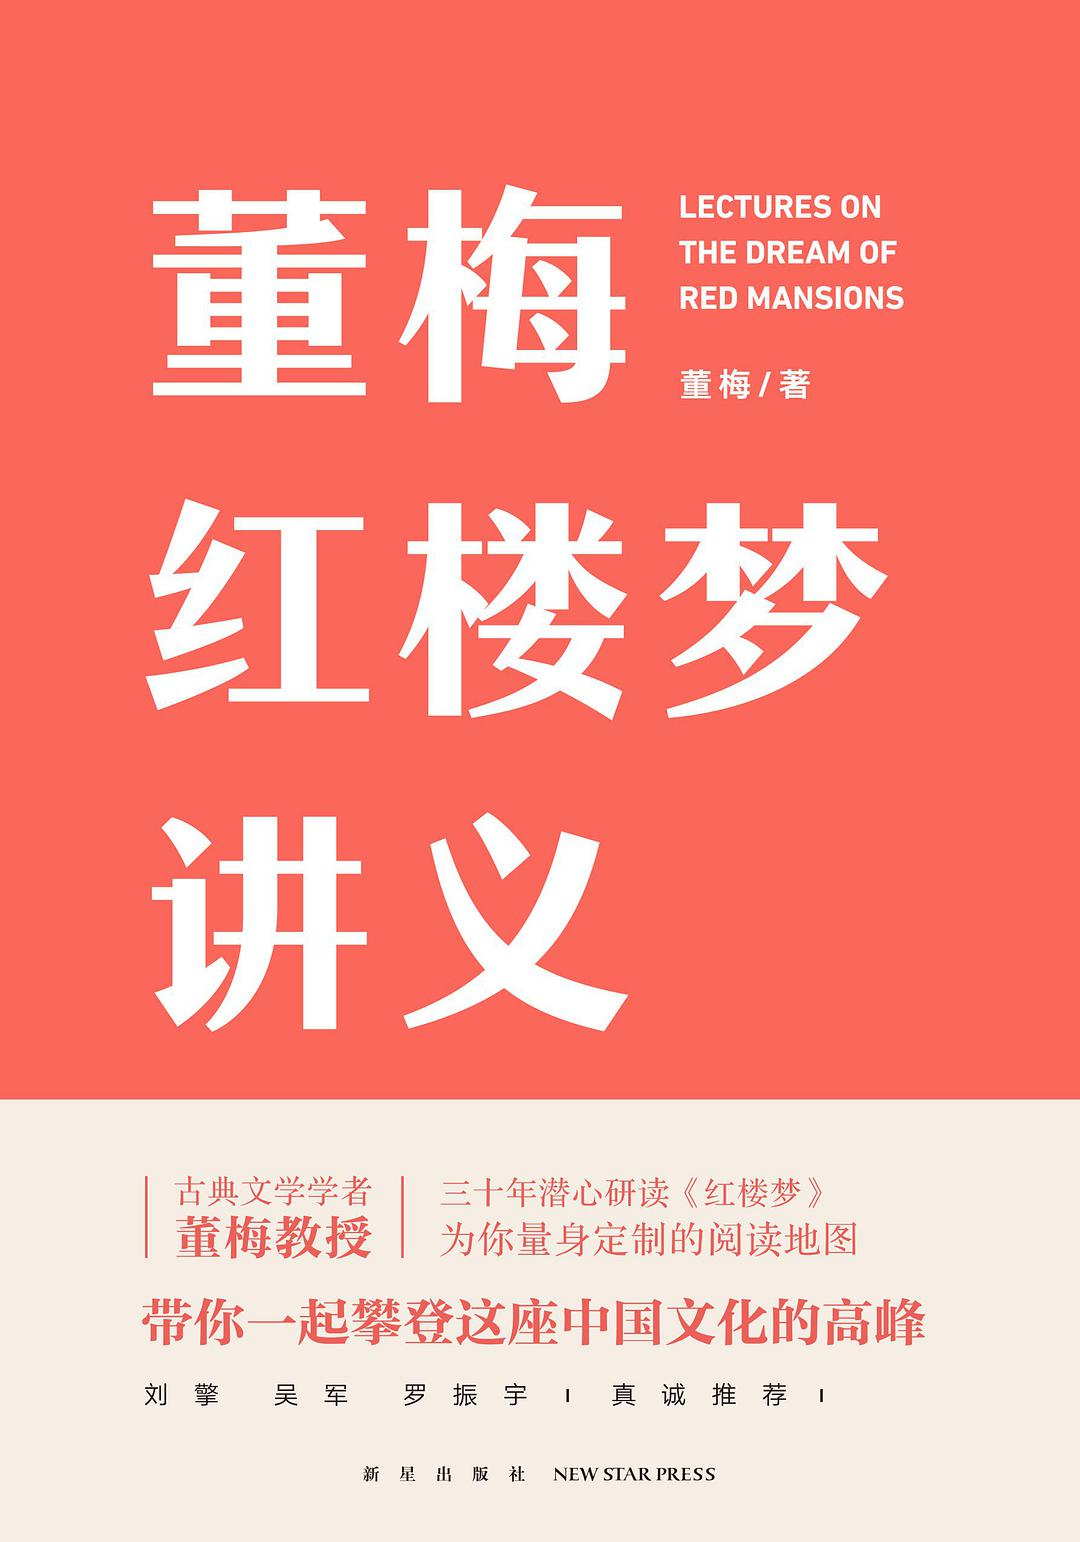 董梅
LECTURES ON
THE DREAM OF
RED MANSIONS
董梅/著
红楼梦
讲义
古典文学学者
董梅教授
三十年潜心研读《红楼梦》
为你量身定制的阅读地图
带你一起攀登这座中国文化的高峰
刘擎 吴军 罗振宇 | 真诚推荐 |
新星出版社 NEW STAR PRESS